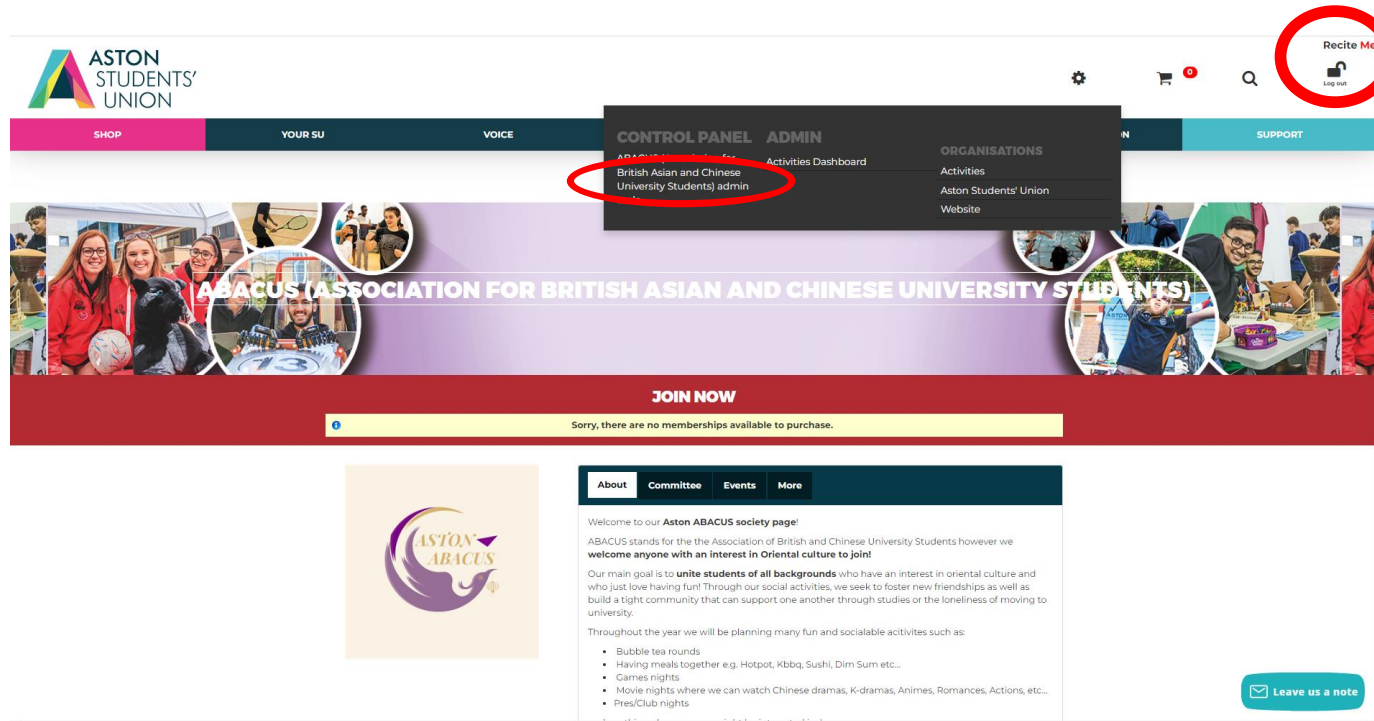 Recite Me
ASTON
STUDENTS'
UNION
0
Log out
SHOP
YOUR SU
VOICE
SUPPORT
CONTROL PANEL
ADMIN
ORGANISATIONS
British Asian and Chinese
University Students) admin
Activities Dashboard
Activities
Aston Students' Union
Website
ABACUS (ASSOCIATION FOR BRITISH ASIAN AND CHINESE UNIVERSITY STUDENTS)
13
JOIN NOW
Sorry, there are no memberships available to purchase.
ASTON
ABACUS
About
Committee
Events
More
Welcome to our Aston ABACUS society page!
ABACUS stands for the the Association of British and Chinese University Students however we
welcome anyone with an interest in Oriental culture to join!
Our main goal is to unite students of all backgrounds who have an interest in oriental culture and
who just love having fun! Through our social activities, we seek to foster new friendships as well as
build a tight community that can support one another through studies or the loneliness of moving to
university.
Throughout the year we will be planning many fun and socialable acitivites such as:
• Bubble tea rounds
• Having meals together e.g. Hotpot, Kbbq, Sushi, Dim Sum etc...
• Games nights
• Movie nights where we can watch Chinese dramas, K-dramas, Animes, Romances, Actions, etc...
• Pres/Club nights
Leave us a note